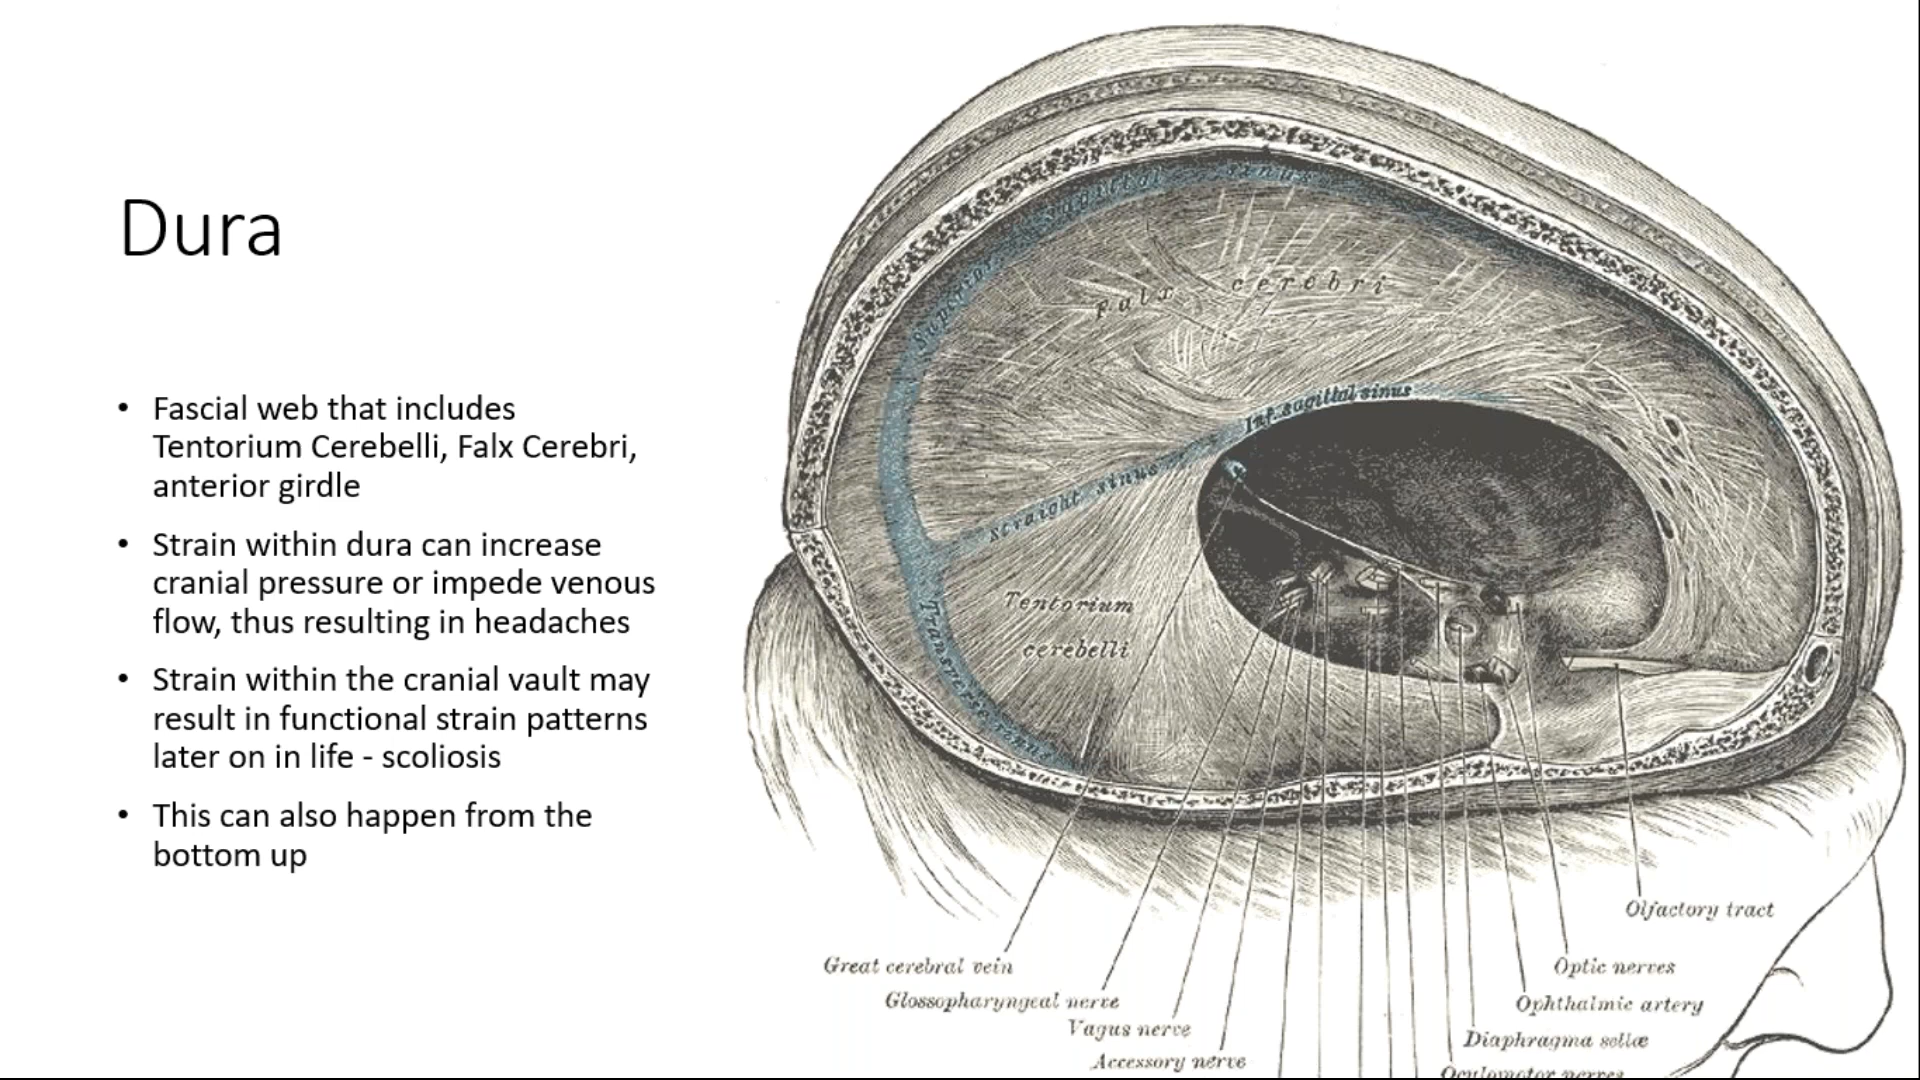 Dura
• Fascial web that includes
Tentorium Cerebelli, Falx Cerebri,
anterior girdle
• Strain within dura can increase
cranial pressure or impede venous
flow, thus resulting in headaches
• Strain within the cranial vault may
result in functional strain patterns
later on in life - scoliosis
• This can also happen from the
bottom up
Superior sagittal sinus
Falx cerebri
Inf. sagittal sinus
straight sinus
Tentorium
cerebelli
Transverse sinus
Olfactory tract
Great cerebral vein
Optic nerves
Glossopharyngeal nerve
Ophthalmic artery
Vagus nerve
Diaphragma sellæ
Accessory nerve
Oculomotor nerves